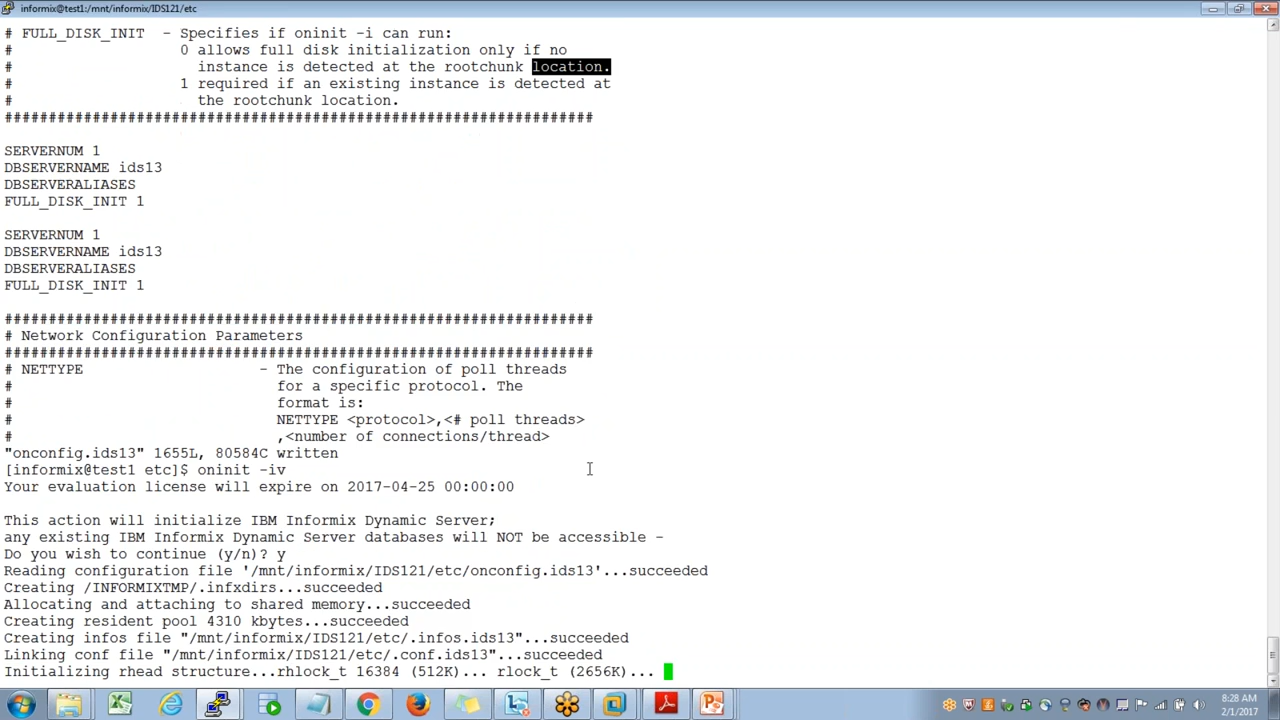 informix@test1:/mnt/informix/IDS121/etc
# FULL_DISK_INIT  - Specifies if oninit -i can run:
#                   0 allows full disk initialization only if no
#                     instance is detected at the rootchunk location.
#                   1 required if an existing instance is detected at
#                     the rootchunk location.
###################################################################
SERVERNUM 1
DBSERVERNAME ids13
DBSERVERALIASES
FULL_DISK_INIT 1
SERVERNUM 1
DBSERVERNAME ids13
DBSERVERALIASES
FULL_DISK_INIT 1
###################################################################
# Network Configuration Parameters
###################################################################
# NETTYPE                    - The configuration of poll threads
#                              for a specific protocol. The
#                              format is:
#                              NETTYPE <protocol>,<# poll threads>
#                              ,<number of connections/thread>
"onconfig.ids13" 1655L, 80584C written
[informix@test1 etc]$ oninit -iv
Your evaluation license will expire on 2017-04-25 00:00:00
This action will initialize IBM Informix Dynamic Server;
any existing IBM Informix Dynamic Server databases will NOT be accessible -
Do you wish to continue (y/n)? y
Reading configuration file '/mnt/informix/IDS121/etc/onconfig.ids13'...succeeded
Creating /INFORMIXTMP/.infxdirs...succeeded
Allocating and attaching to shared memory...succeeded
Creating resident pool 4310 kbytes...succeeded
Creating infos file "/mnt/informix/IDS121/etc/.infos.ids13"...succeeded
Linking conf file "/mnt/informix/IDS121/etc/.conf.ids13"...succeeded
Initializing rhead structure...rhlock_t 16384 (512K)... rlock_t (2656K)...
8:28 AM
2/1/2017